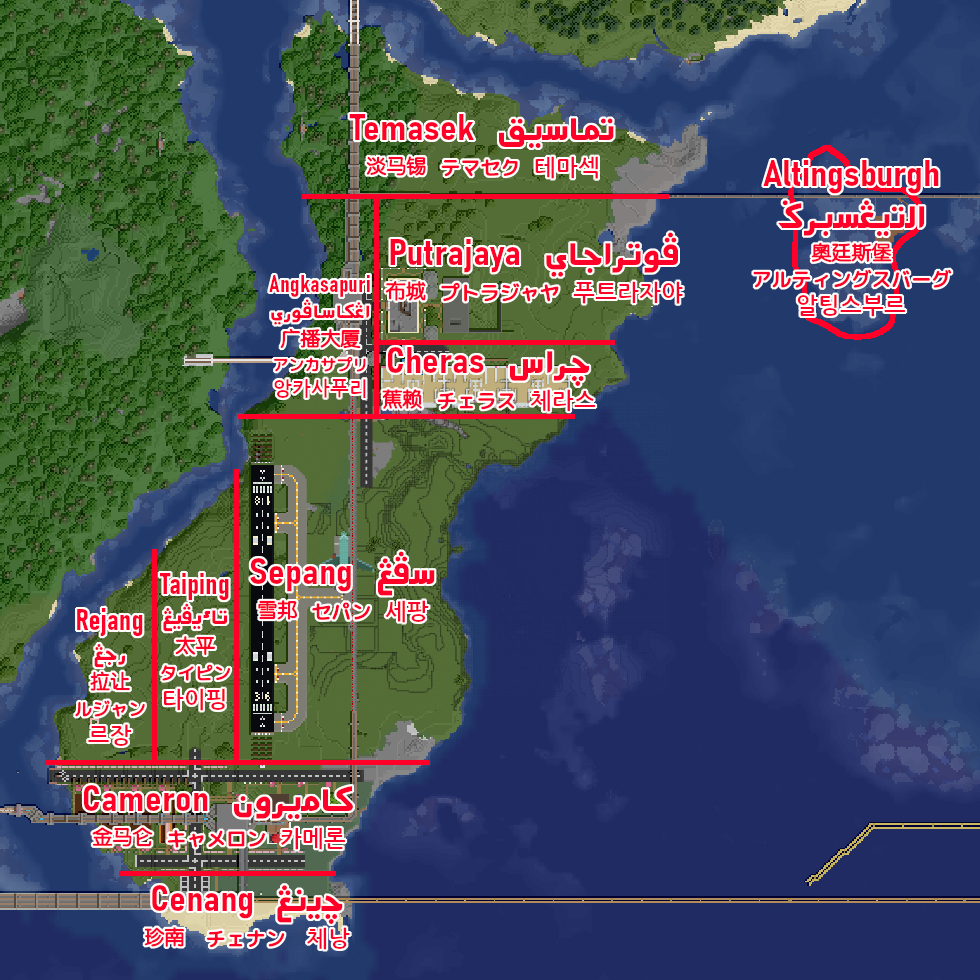 Temasek تماسيق
淡马锡 テマセク 테마섹
Altingsburgh
التيڠسبرݢ
奧廷斯堡
アルティングスバーグ
알팅스부르
Putrajaya ڤوتراجاي
布城 プトラジャヤ 푸트라자야
Angkasapuri
اڠكاساڤوري
广播大厦
アンカサプリ
앙카사푸리
Cheras چراس
蕉赖 チェラス 체라스
Sepang سڤڠ
雪邦 セパン 세팡
Taiping
تاءيڤيڠ
太平
タイピン
타이핑
Rejang
رجڠ
拉让
ルジャン
르장
Cameron كاميرون
金马仑 キャメロン 카메론
Cenang چينڠ
珍南 チェナン 체낭